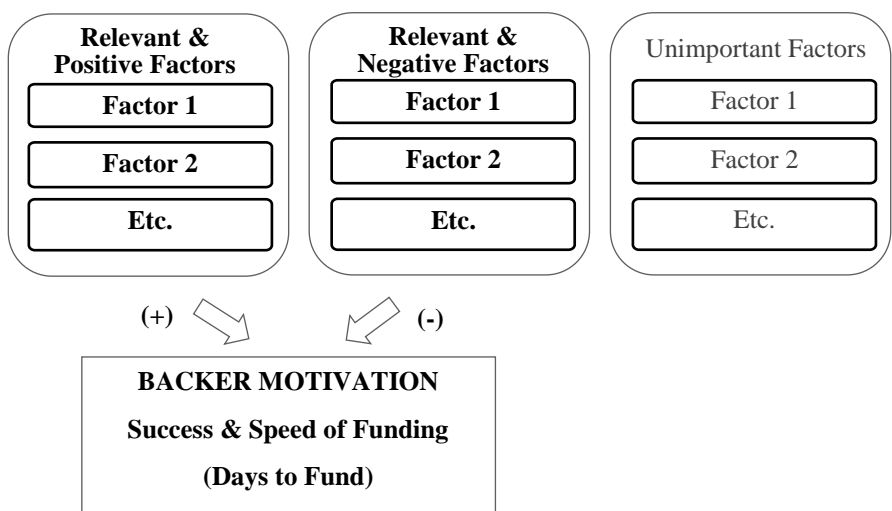 Relevant &
Positive Factors
Factor 1
Factor 2
Etc.
Relevant &
Negative Factors
Factor 1
Factor 2
Etc.
Unimportant Factors
Factor 1
Factor 2
Etc.
(+)
(-)
BACKER MOTIVATION
Success & Speed of Funding
(Days to Fund)